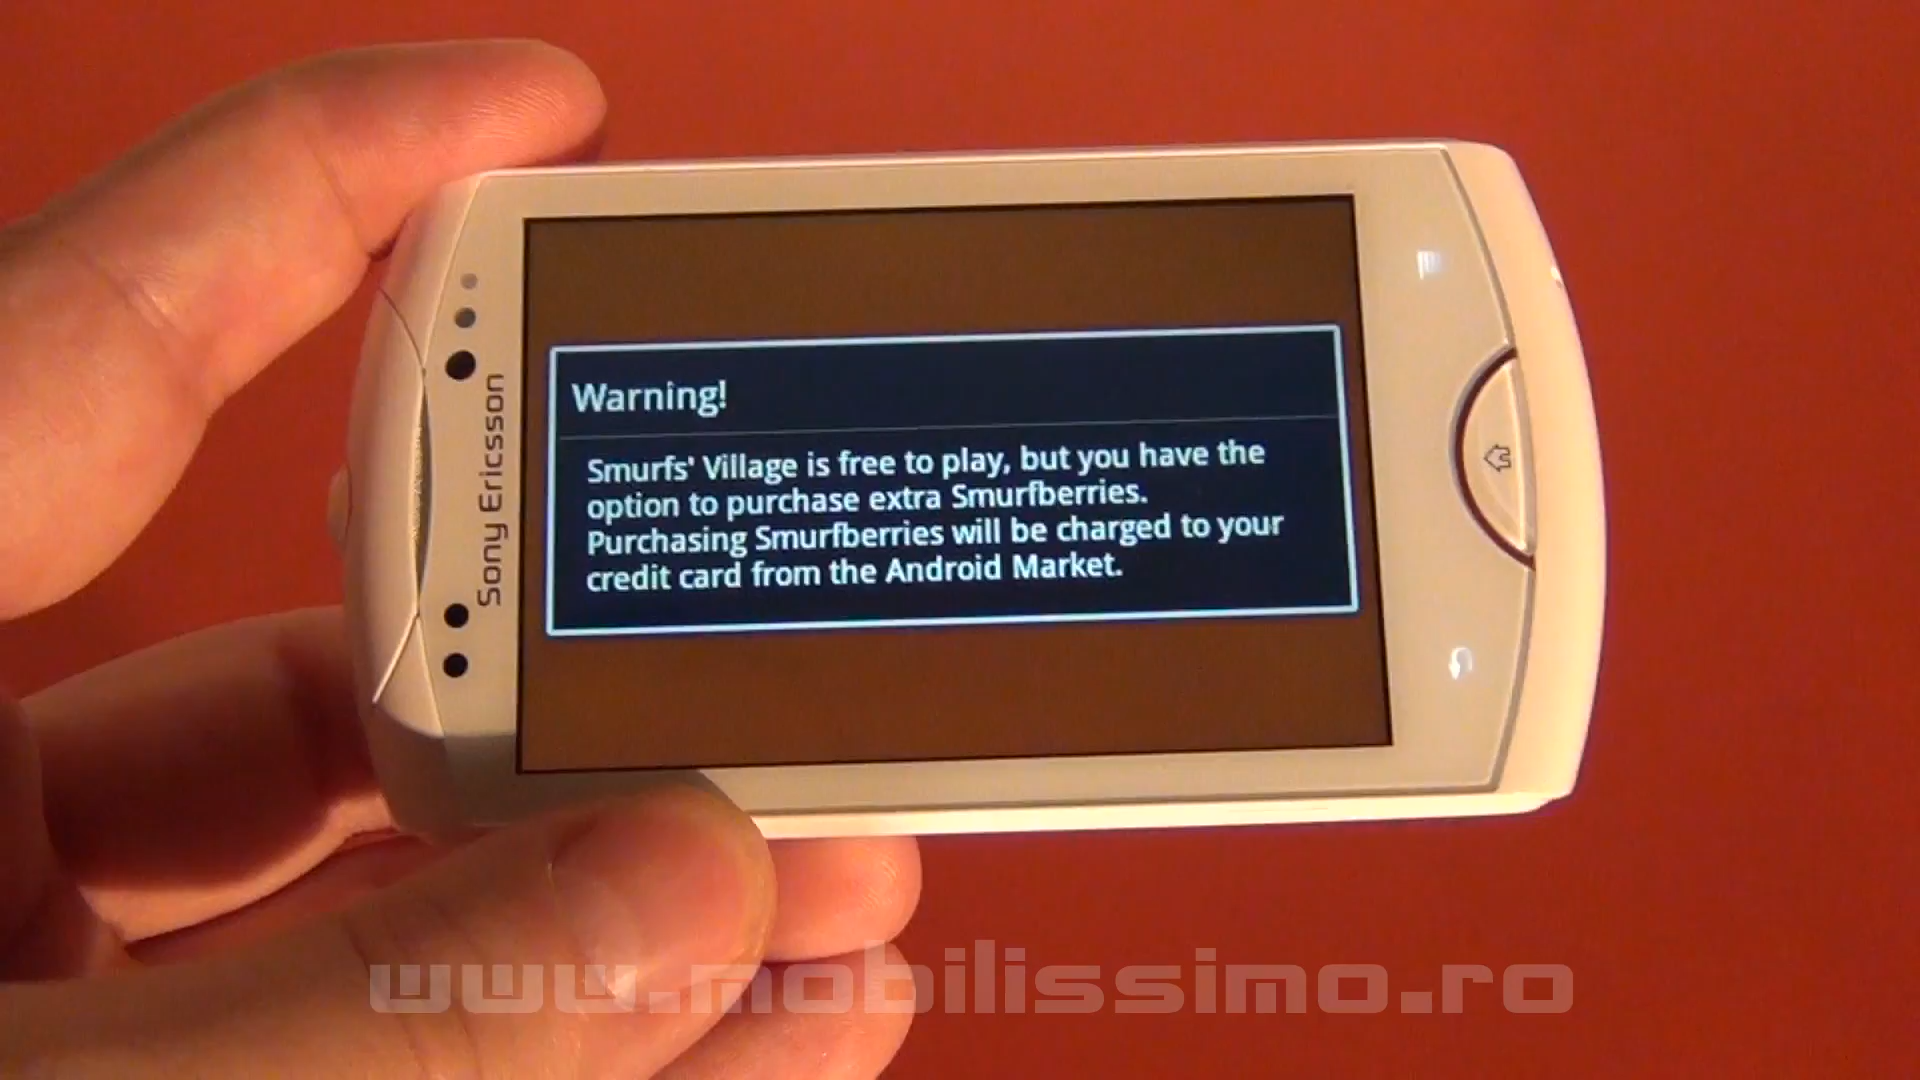 Sony Ericsson
Warning!
Smurfs' Village is free to play, but you have the
option to purchase extra Smurfberries.
Purchasing Smurfberries will be charged to your
credit card from the Android Market.
www.mobilissimo.ro